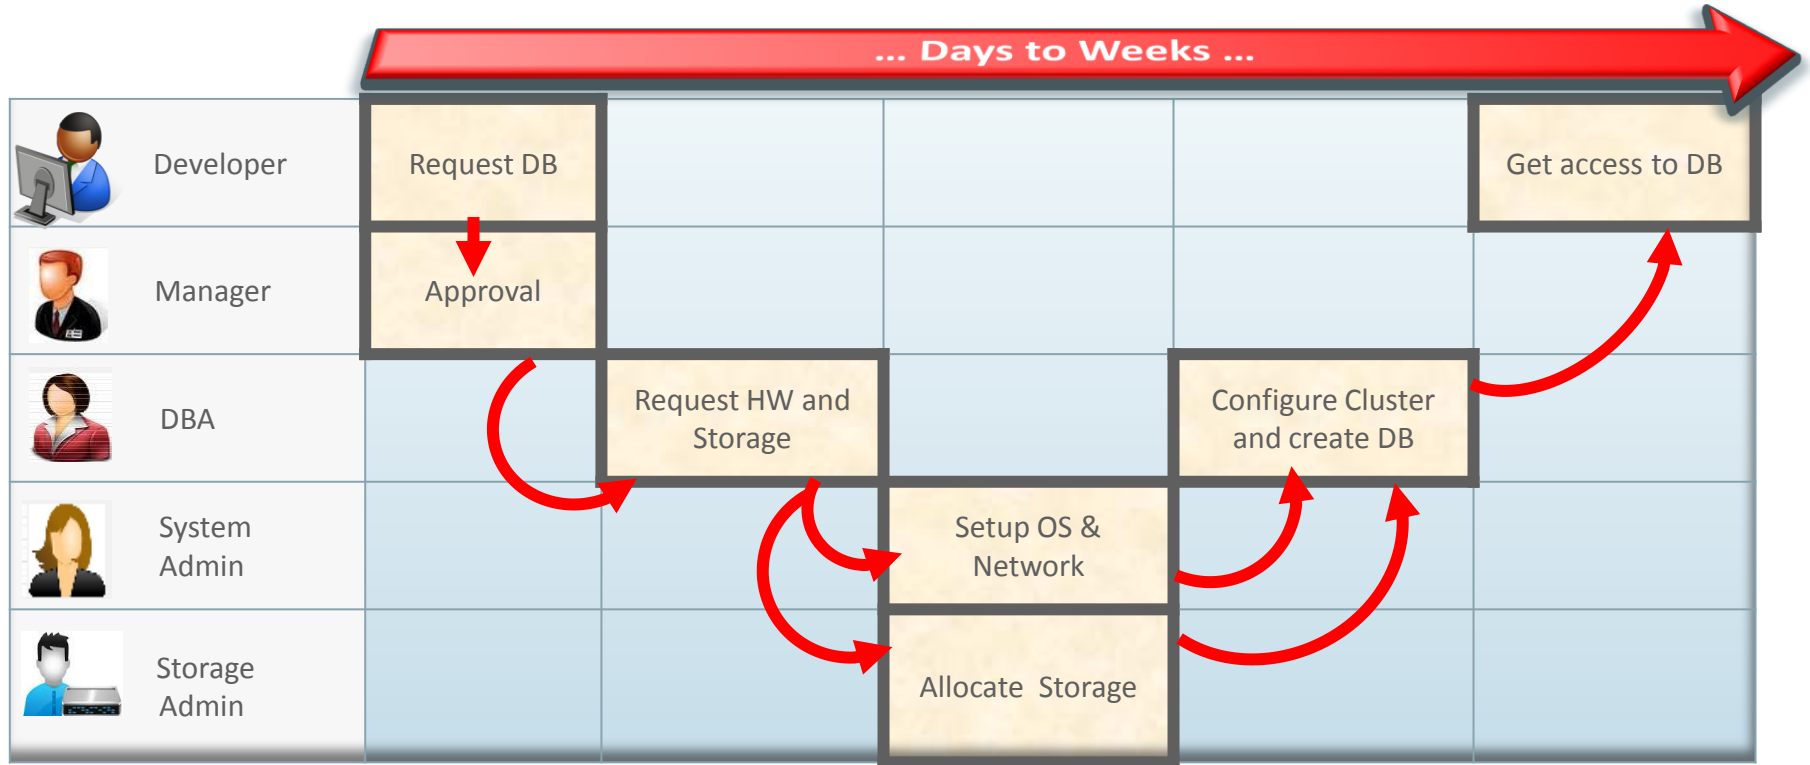 ... Days to Weeks ...
Developer
Request DB
Get access to DB
Manager
Approval
DBA
Request HW and
Storage
Configure Cluster
and create DB
System
Admin
Setup OS &
Network
Storage
Admin
Allocate Storage